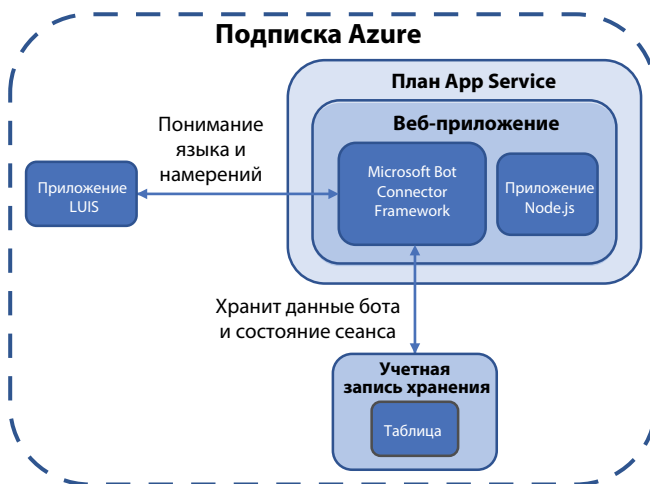 Подписка Azure
План App Service
Веб-приложение
Понимание
языка и
намерений
Приложение
LUIS
Microsoft Bot
Connector
Framework
Приложение
Node.js
Хранит данные бота
и состояние сеанса
Учетная
запись хранения
Таблица